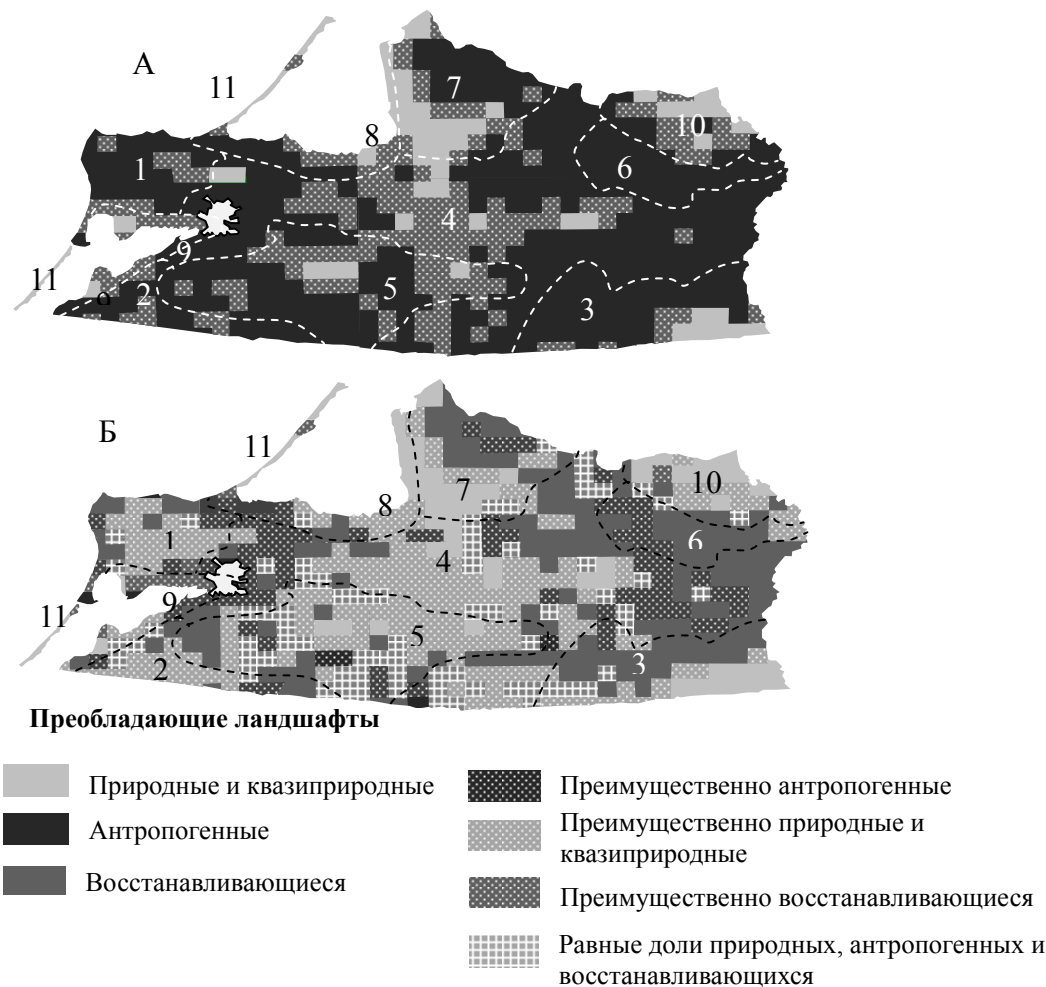 А
11
7
8
10
1
6
4
9
11
5
2
9
3
Б
11
10
7
8
1
6
4
9
11
5
3
2
Преобладающие ландшафты
Природные и квазиприродные
Антропогенные
Восстанавливающиеся
Преимущественно антропогенные
Преимущественно природные и
квазиприродные
Преимущественно восстанавливающиеся
Равные доли природных, антропогенных и
восстанавливающихся